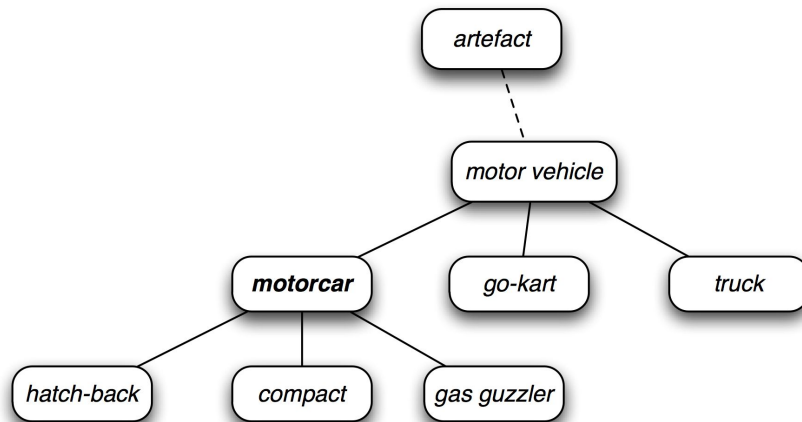 artefact
motor vehicle
motorcar
go-kart
truck
hatch-back
compact
gas guzzler